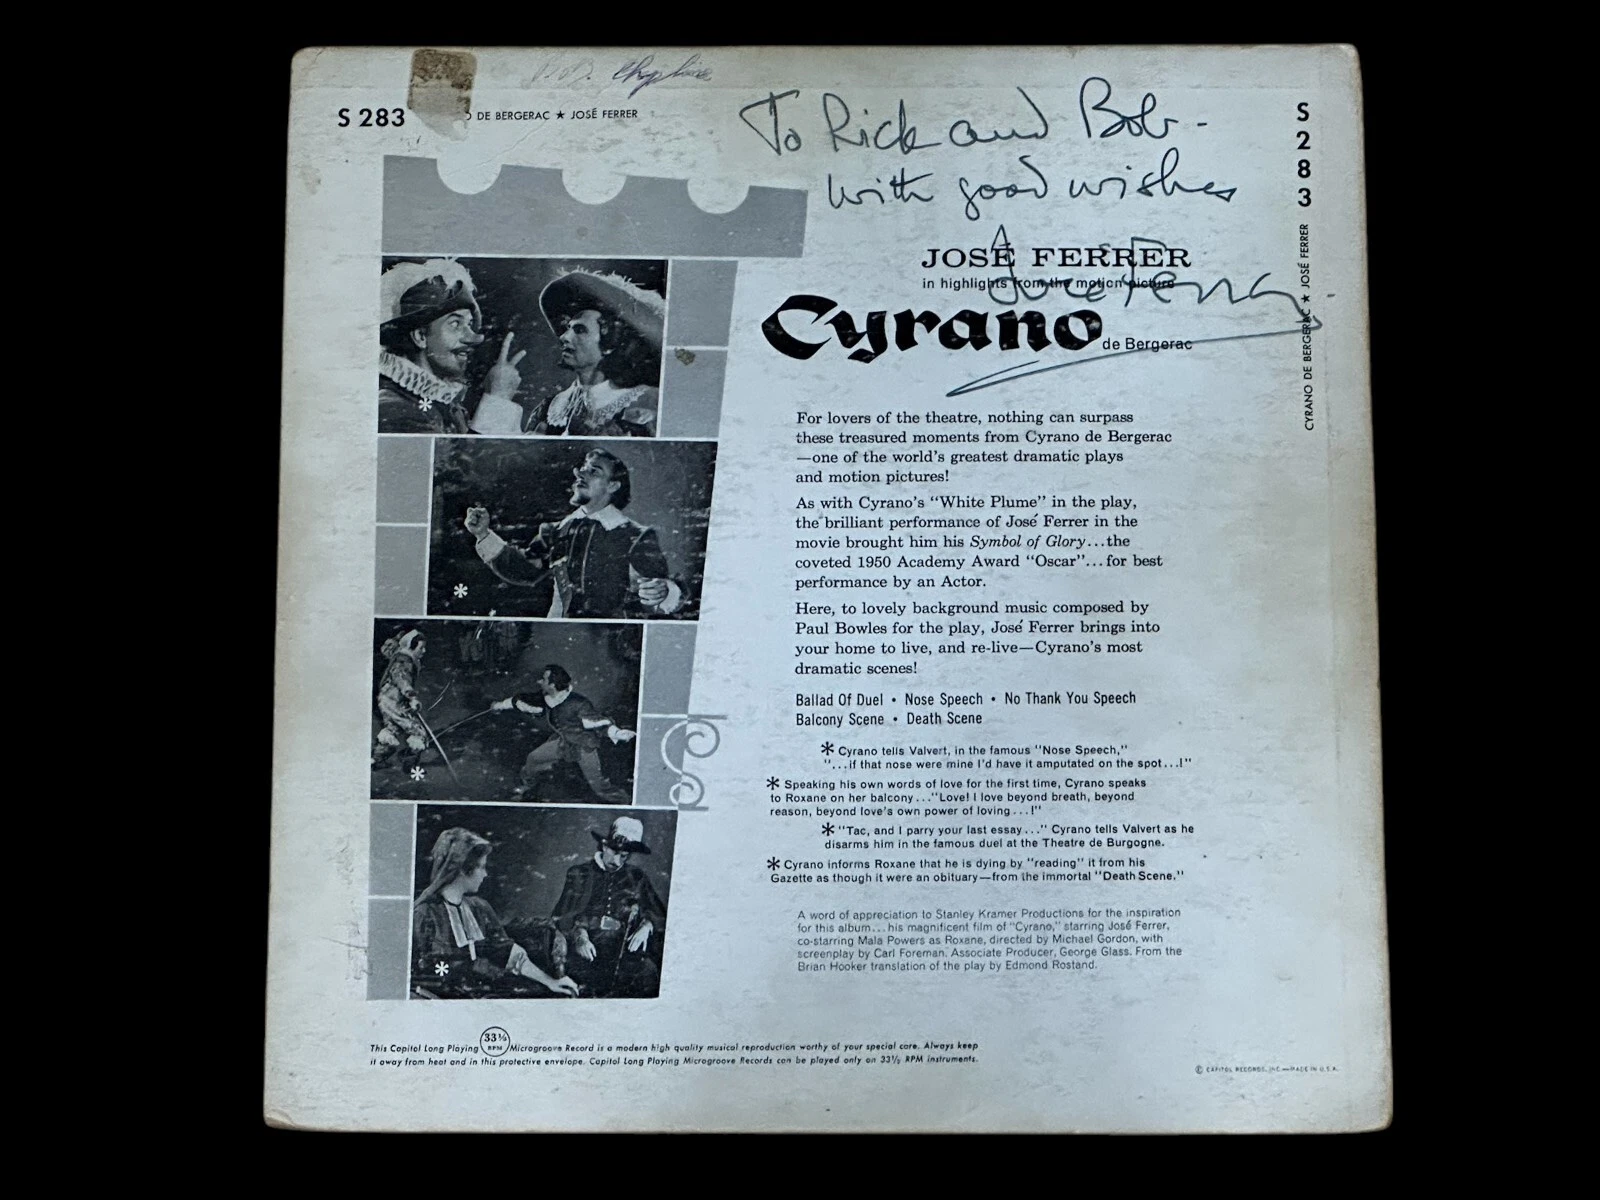 S 283
DE BERGERAC ★ JOSÉ FERRER
To Rick and Bob -
with good wishes
José Ferrer
S
2
8
3
CYRANO DE BERGERAC ★ JOSÉ FERRER
JOSÉ FERRER
in highlights from the motion picture
Cyrano
de Bergerac
For lovers of the theatre, nothing can surpass
these treasured moments from Cyrano de Bergerac
—one of the world's greatest dramatic plays
and motion pictures!
As with Cyrano's "White Plume" in the play,
the brilliant performance of José Ferrer in the
movie brought him his Symbol of Glory...the
coveted 1950 Academy Award "Oscar"...for best
performance by an Actor.
Here, to lovely background music composed by
Paul Bowles for the play, José Ferrer brings into
your home to live, and re-live—Cyrano's most
dramatic scenes!
Ballad Of Duel • Nose Speech • No Thank You Speech
Balcony Scene • Death Scene
* Cyrano tells Valvert, in the famous "Nose Speech,"
"...if that nose were mine I'd have it amputated on the spot...!"
* Speaking his own words of love for the first time, Cyrano speaks
to Roxane on her balcony..."Love! I love beyond breath, beyond
reason, beyond love's own power of loving...!"
* "Tac, and I parry your last essay..." Cyrano tells Valvert as he
disarms him in the famous duel at the Theatre de Burgogne.
* Cyrano informs Roxane that he is dying by "reading" it from his
Gazette as though it were an obituary—from the immortal "Death Scene."
A word of appreciation to Stanley Kramer Productions for the inspiration
for this album...his magnificent film of "Cyrano," starring José Ferrer,
co-starring Mala Powers as Roxane, directed by Michael Gordon, with
screenplay by Carl Foreman. Associate Producer, George Glass. From the
Brian Hooker translation of the play by Edmond Rostand.
This Capitol Long Playing 33⅓ RPM Microgroove Record is a modern high quality musical reproduction worthy of your special care. Always keep
it away from heat and in this protective envelope. Capitol Long Playing Microgroove Records can be played only on 33⅓ RPM instruments.
© CAPITOL RECORDS, INC.—MADE IN U.S.A.